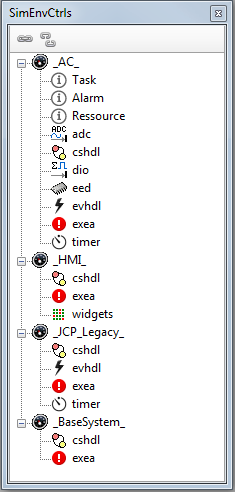 SimEnvCtrls
_AC_
Task
Alarm
Ressource
ADC adc
cshdl
dio
eed
evhdl
exea
timer
_HMI_
cshdl
exea
widgets
_JCP_Legacy_
cshdl
evhdl
exea
timer
_BaseSystem_
cshdl
exea